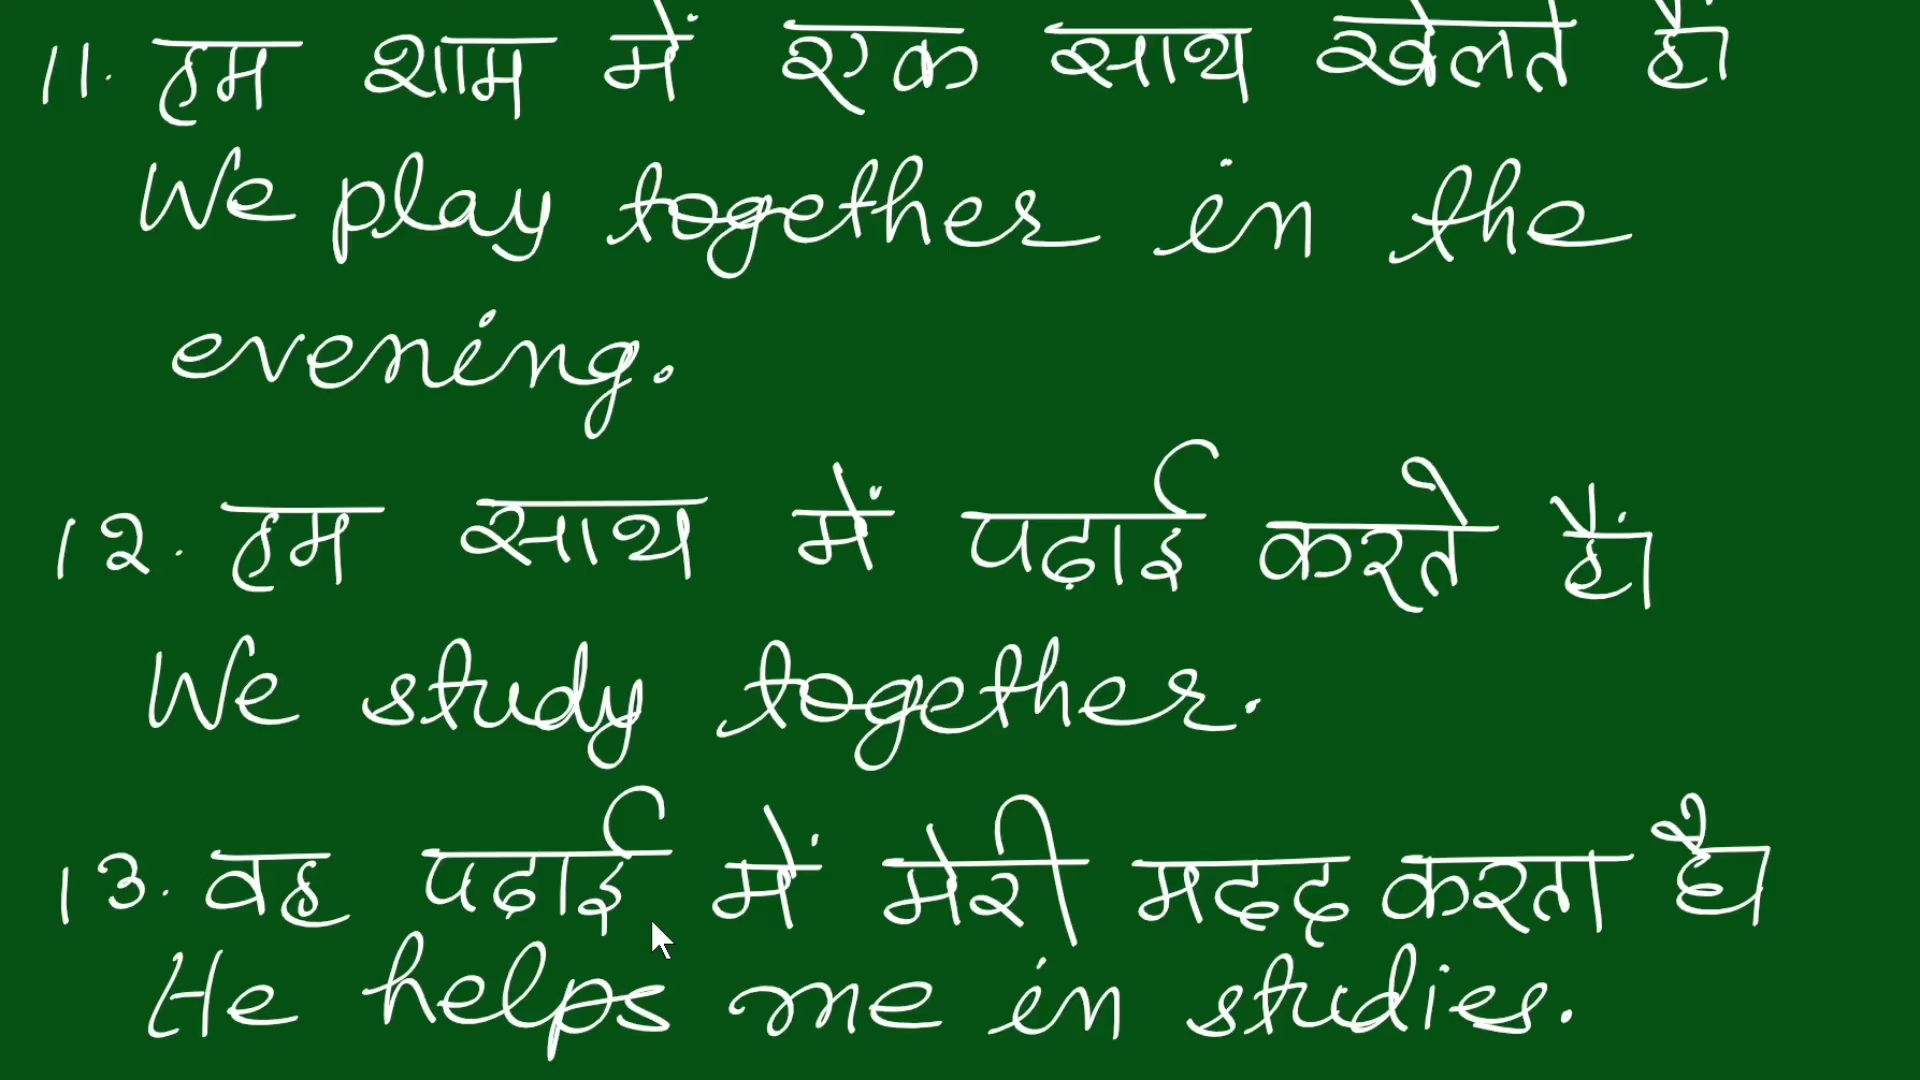 11. हम शाम में एक साथ खेलते हैं।
We play together in the
evening.
12. हम साथ में पढ़ाई करते हैं।
We study together.
13. वह पढाई में मेरी मदद करता है।
He helps me in studies.